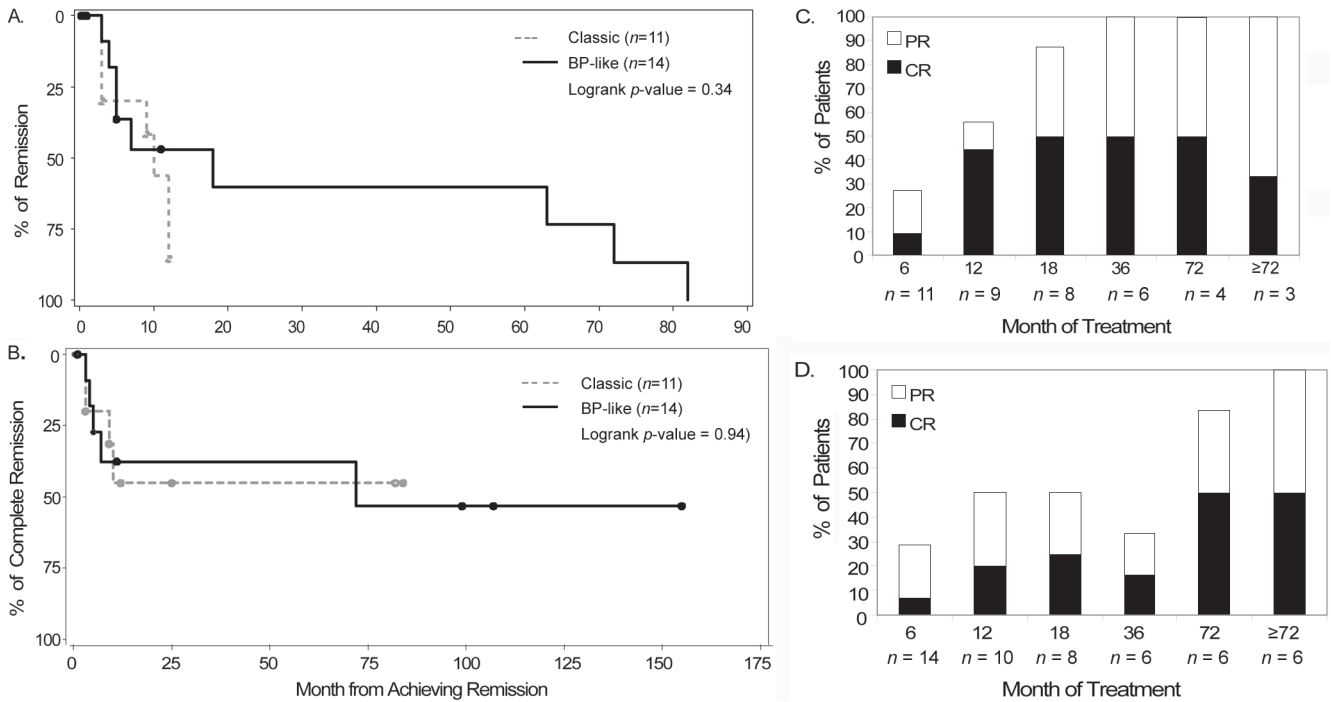 A.
% of Remission
0
25
50
75
100
Classic (n=11)
BP-like (n=14)
Logrank p-value = 0.34
0 10 20 30 40 50 60 70 80 90
B.
% of Complete Remission
0
25
50
75
100
Classic (n=11)
BP-like (n=14)
Logrank p-value = 0.94)
0 25 50 75 100 125 150 175
Month from Achieving Remission
C.
% of Patients
100
90
80
70
60
50
40
30
20
10
0
PR
CR
6 12 18 36 72 ≥72
n = 11 n = 9 n = 8 n = 6 n = 4 n = 3
Month of Treatment
D.
% of Patients
100
90
80
70
60
50
40
30
20
10
0
PR
CR
6 12 18 36 72 ≥72
n = 14 n = 10 n = 8 n = 6 n = 6 n = 6
Month of Treatment